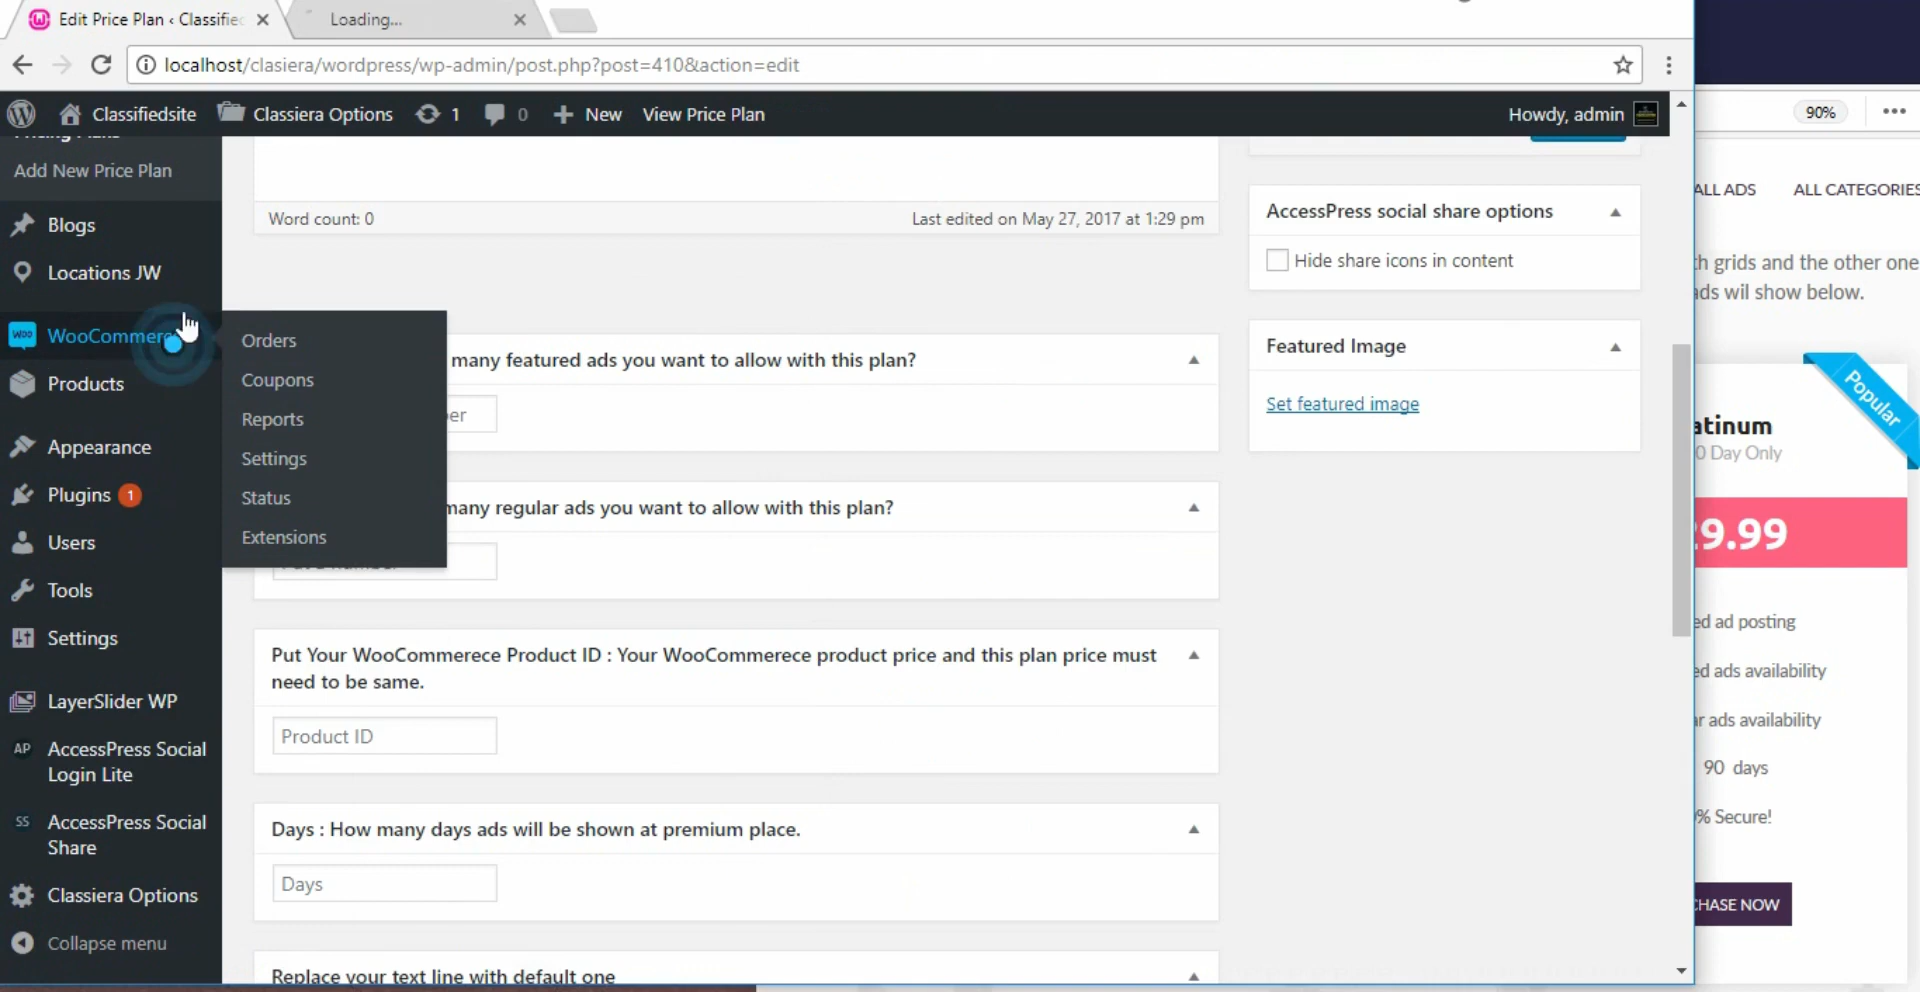 Edit Price Plan ‹ Classifie
Loading...
localhost/clasiera/wordpress/wp-admin/post.php?post=410&action=edit
Classifiedsite
Classiera Options
1
0
New
View Price Plan
Howdy, admin
90%
Pricing Plans
Add New Price Plan
Blogs
Locations JW
WooCommerc
Products
Appearance
Plugins 1
Users
Tools
Settings
LayerSlider WP
AP AccessPress Social
Login Lite
SS AccessPress Social
Share
Classiera Options
Collapse menu
Orders
Coupons
Reports
Settings
Status
Extensions
Word count: 0
Last edited on May 27, 2017 at 1:29 pm
many featured ads you want to allow with this plan?
er
many regular ads you want to allow with this plan?
Put Your WooCommerece Product ID : Your WooCommerece product price and this plan price must
need to be same.
Product ID
Days : How many days ads will be shown at premium place.
Days
Replace your text line with default one
AccessPress social share options
Hide share icons in content
Featured Image
Set featured image
ALL ADS
ALL CATEGORIES
th grids and the other one
ads wil show below.
Popular
atinum
0 Day Only
9.99
ed ad posting
ed ads availability
ar ads availability
90 days
% Secure!
CHASE NOW